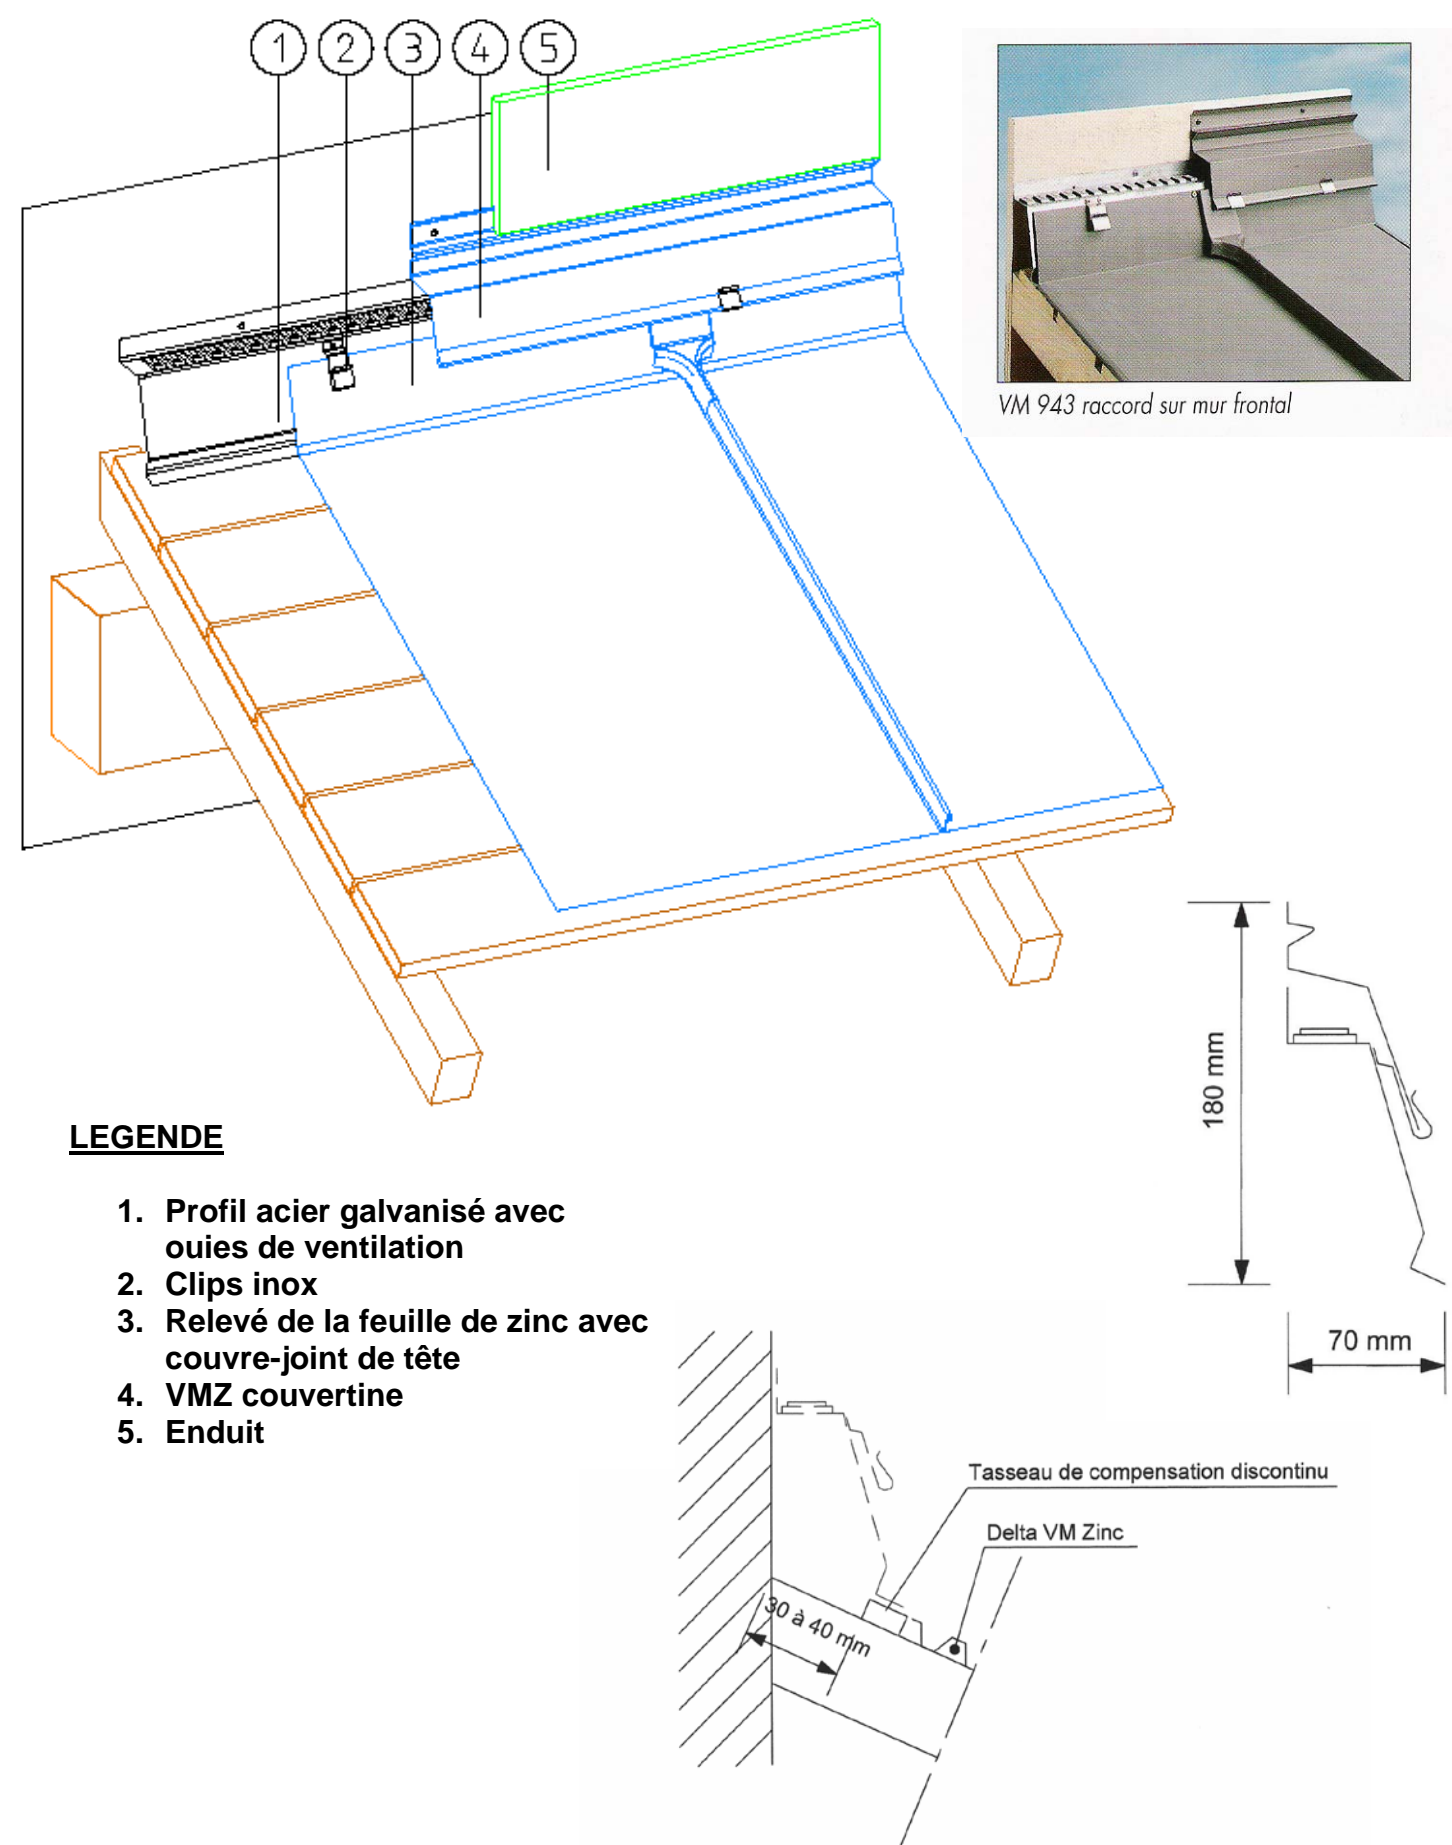 1 2 3 4 5
VM 943 raccord sur mur frontal
180 mm
70 mm
LEGENDE
1. Profil acier galvanisé avec
ouies de ventilation
2. Clips inox
3. Relevé de la feuille de zinc avec
couvre-joint de tête
4. VMZ couvertine
5. Enduit
Tasseau de compensation discontinu
Delta VM Zinc
30 à 40 mm